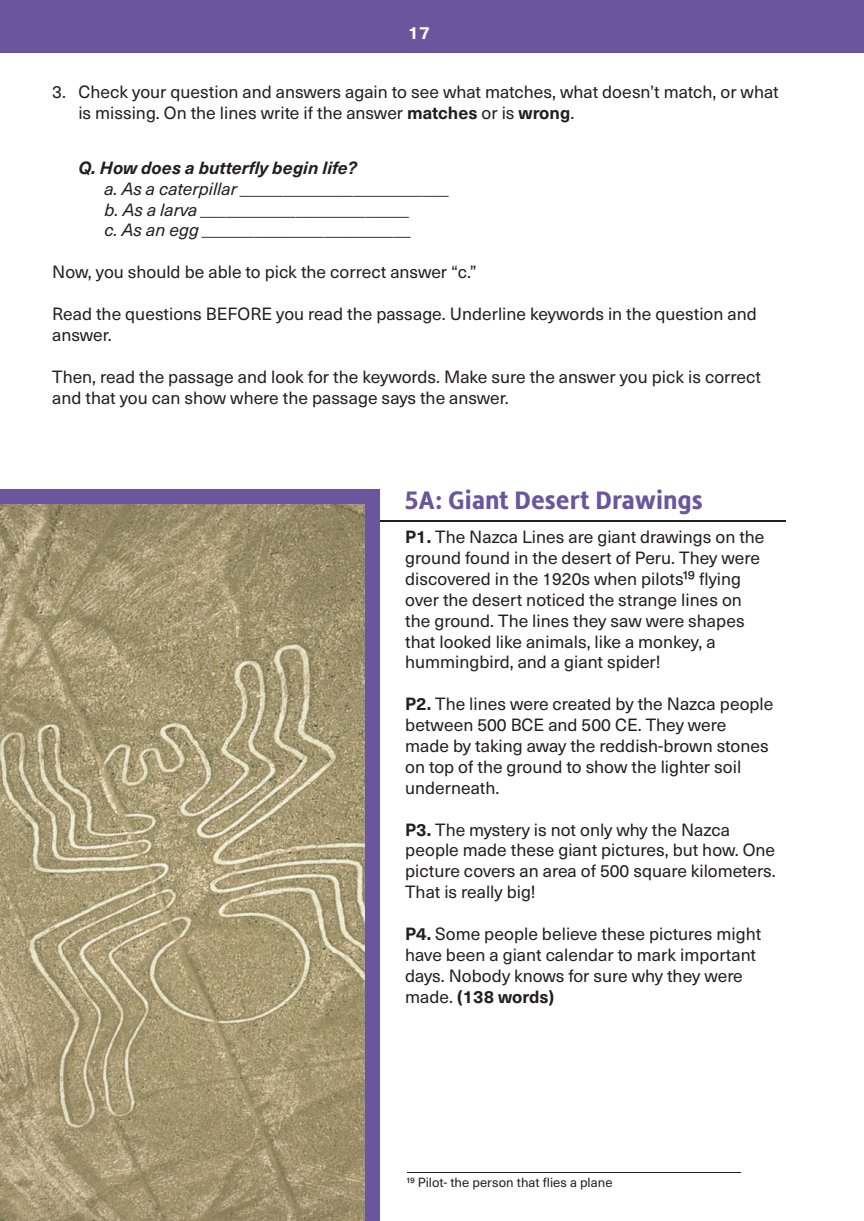 17
3. Check your question and answers again to see what matches, what doesn't match, or what
is missing. On the lines write if the answer matches or is wrong.
Q. How does a butterfly begin life?
a. As a caterpillar ________________________
b. As a larva ________________________
c. As an egg ________________________
Now, you should be able to pick the correct answer “c.”
Read the questions BEFORE you read the passage. Underline keywords in the question and
answer.
Then, read the passage and look for the keywords. Make sure the answer you pick is correct
and that you can show where the passage says the answer.
5A: Giant Desert Drawings
P1. The Nazca Lines are giant drawings on the
ground found in the desert of Peru. They were
discovered in the 1920s when pilots¹⁹ flying
over the desert noticed the strange lines on
the ground. The lines they saw were shapes
that looked like animals, like a monkey, a
hummingbird, and a giant spider!
P2. The lines were created by the Nazca people
between 500 BCE and 500 CE. They were
made by taking away the reddish-brown stones
on top of the ground to show the lighter soil
underneath.
P3. The mystery is not only why the Nazca
people made these giant pictures, but how. One
picture covers an area of 500 square kilometers.
That is really big!
P4. Some people believe these pictures might
have been a giant calendar to mark important
days. Nobody knows for sure why they were
made. (138 words)
¹⁹ Pilot- the person that flies a plane